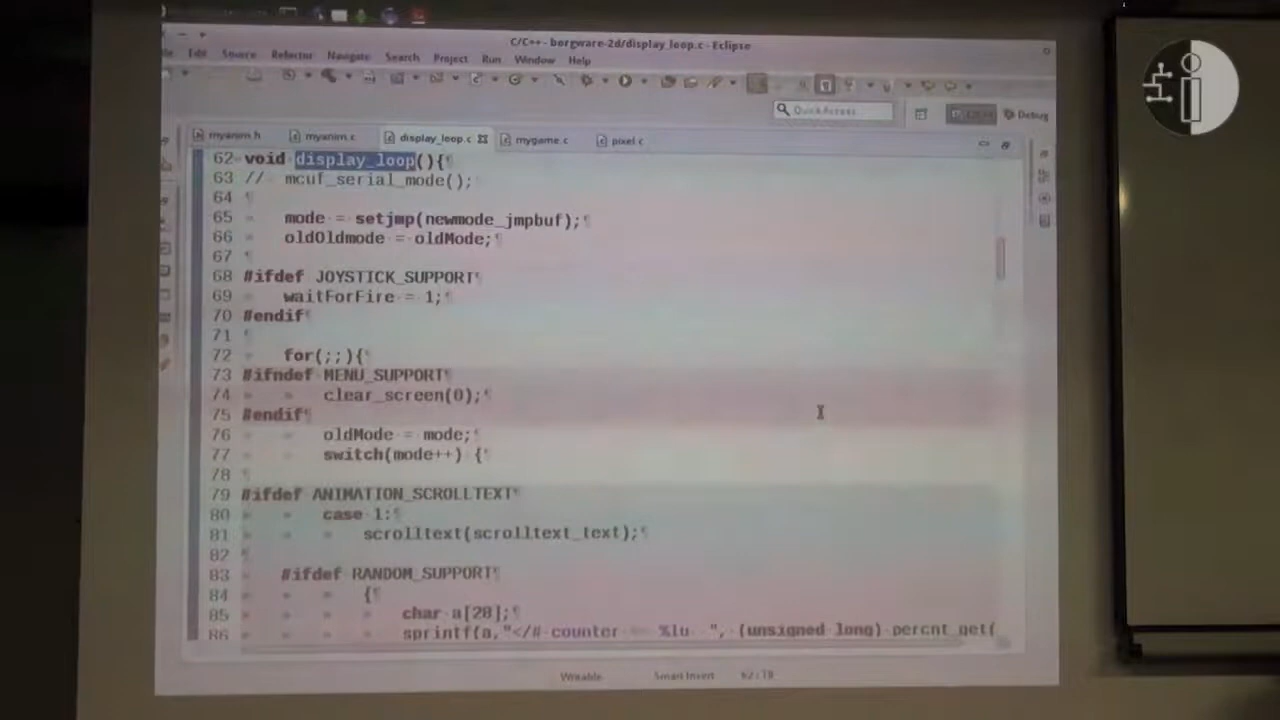 C/C++ - borgware-2d/display_loop.c - Eclipse
Edit Source Refactor Navigate Search Project Run Window Help
Quick Access
Debug
myanim.h myanim.c display_loop.c mygame.c pixel.c
62 void display_loop(){
63 // mcuf_serial_mode();
64
65 mode = setjmp(newmode_jmpbuf);
66 oldOldmode = oldMode;
67
68 #ifdef JOYSTICK_SUPPORT
69 waitForFire = 1;
70 #endif
71
72 for(;;){
73 #ifndef MENU_SUPPORT
74 clear_screen(0);
75 #endif
76 oldMode = mode;
77 switch(mode++) {
78
79 #ifdef ANIMATION_SCROLLTEXT
80 case 1:
81 scrolltext(scrolltext_text);
82
83 #ifdef RANDOM_SUPPORT
84 {
85 char a[28];
86 sprintf(a,"</# counter == %lu ", (unsigned long) percnt_get(
Writable Smart Insert 62:18